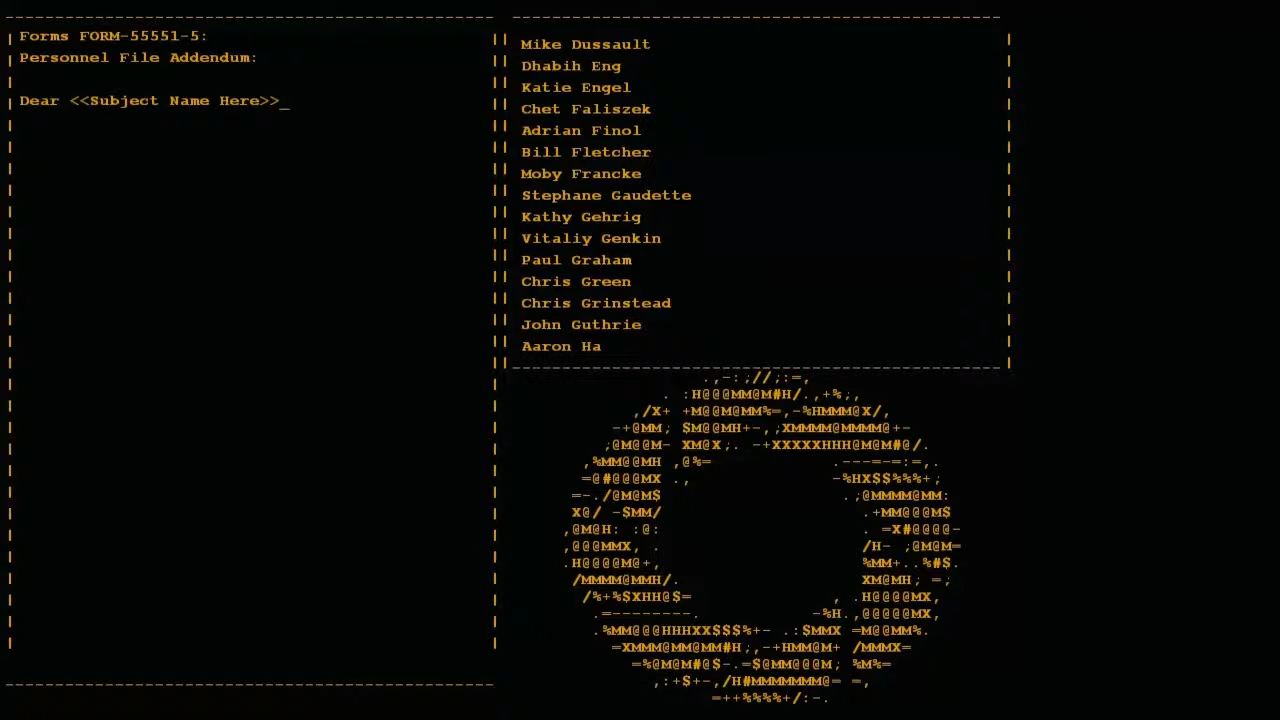 Forms FORM-55551-5:
Personnel File Addendum:
Dear <<Subject Name Here>>_
Mike Dussault
Dhabih Eng
Katie Engel
Chet Faliszek
Adrian Finol
Bill Fletcher
Moby Francke
Stephane Gaudette
Kathy Gehrig
Vitaliy Genkin
Paul Graham
Chris Green
Chris Grinstead
John Guthrie
Aaron Ha